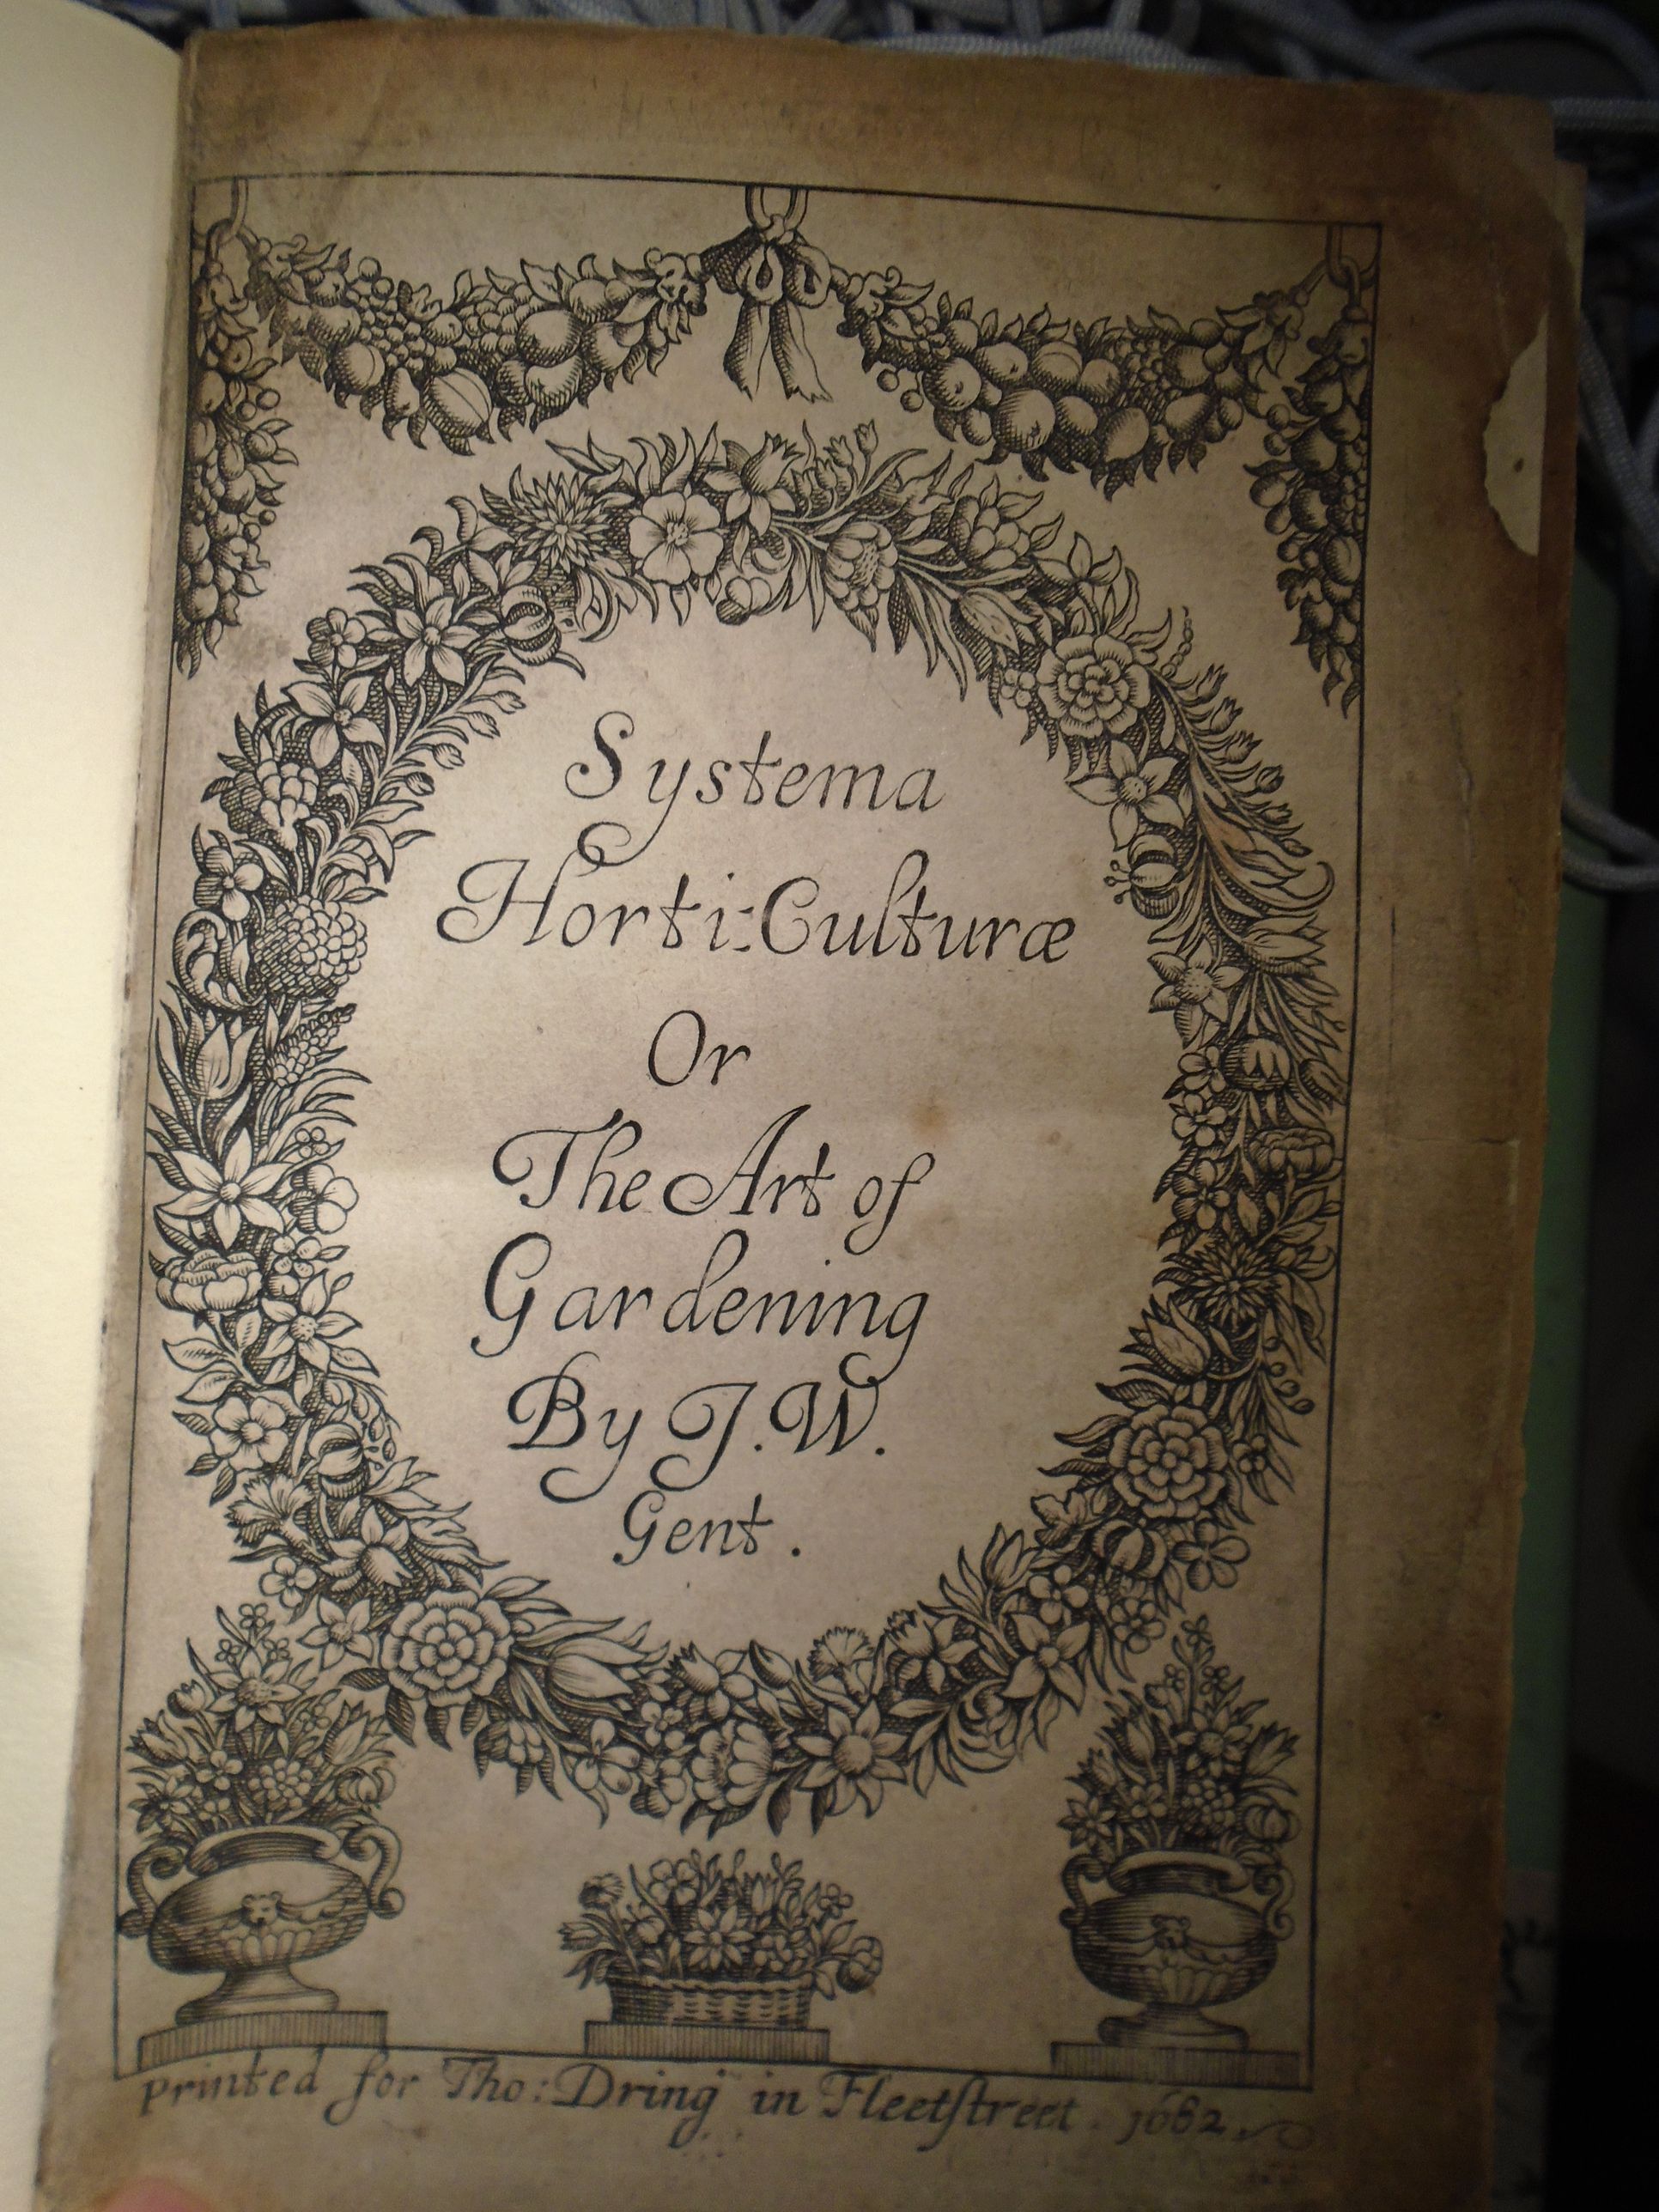 Systema
Horti:Culturæ
Or
The Art of
Gardening
By J.W.
Gent.
Printed for Tho: Dring in Fleetſtreet. 1682